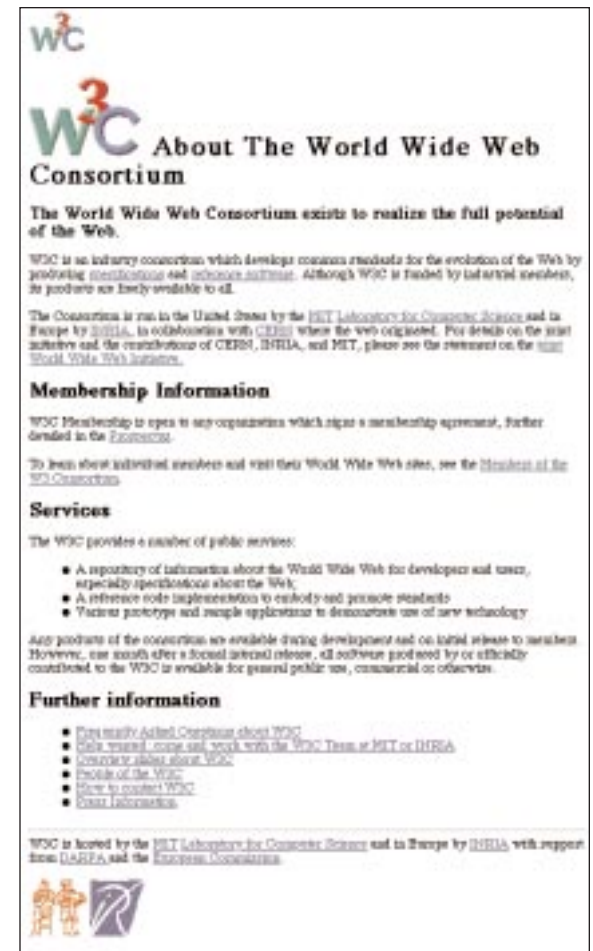 W3C
W3C About The World Wide Web
Consortium
The World Wide Web Consortium exists to realize the full potential
of the Web.
W3C is an industry consortium which develops common standards for the evolution of the Web by
producing specifications and reference software. Although W3C is funded by industrial members,
its products are freely available to all.
The Consortium is run in the United States by the MIT Laboratory for Computer Science and in
Europe by INRIA, in collaboration with CERN where the web originated. For details on the joint
initiative and the contributions of CERN, INRIA, and MIT, please see the statement on the joint
World Wide Web Initiative.
Membership Information
W3C Membership is open to any organization which signs a membership agreement, further
detailed in the Prospectus.
To learn about individual members and visit their World Wide Web sites, see the Members of the
W3 Consortium.
Services
The W3C provides a number of public services:
• A repository of information about the World Wide Web for developers and users,
especially specifications about the Web;
• A reference code implementation to embody and promote standards
• Various prototype and sample applications to demonstrate use of new technology
Any products of the consortium are available during development and on initial release to members.
However, one month after a formal internal release, all software produced by or officially
contributed to the W3C is available for general public use, commercial or otherwise.
Further information
• Frequently Asked Questions about W3C
• Help wanted, come and work with the W3C Team at MIT or INRIA
• Overview slides about W3C
• People of the W3C
• How to contact W3C
• Press Information
W3C is hosted by the MIT Laboratory for Computer Science and in Europe by INRIA with support
from DARPA and the European Commission.